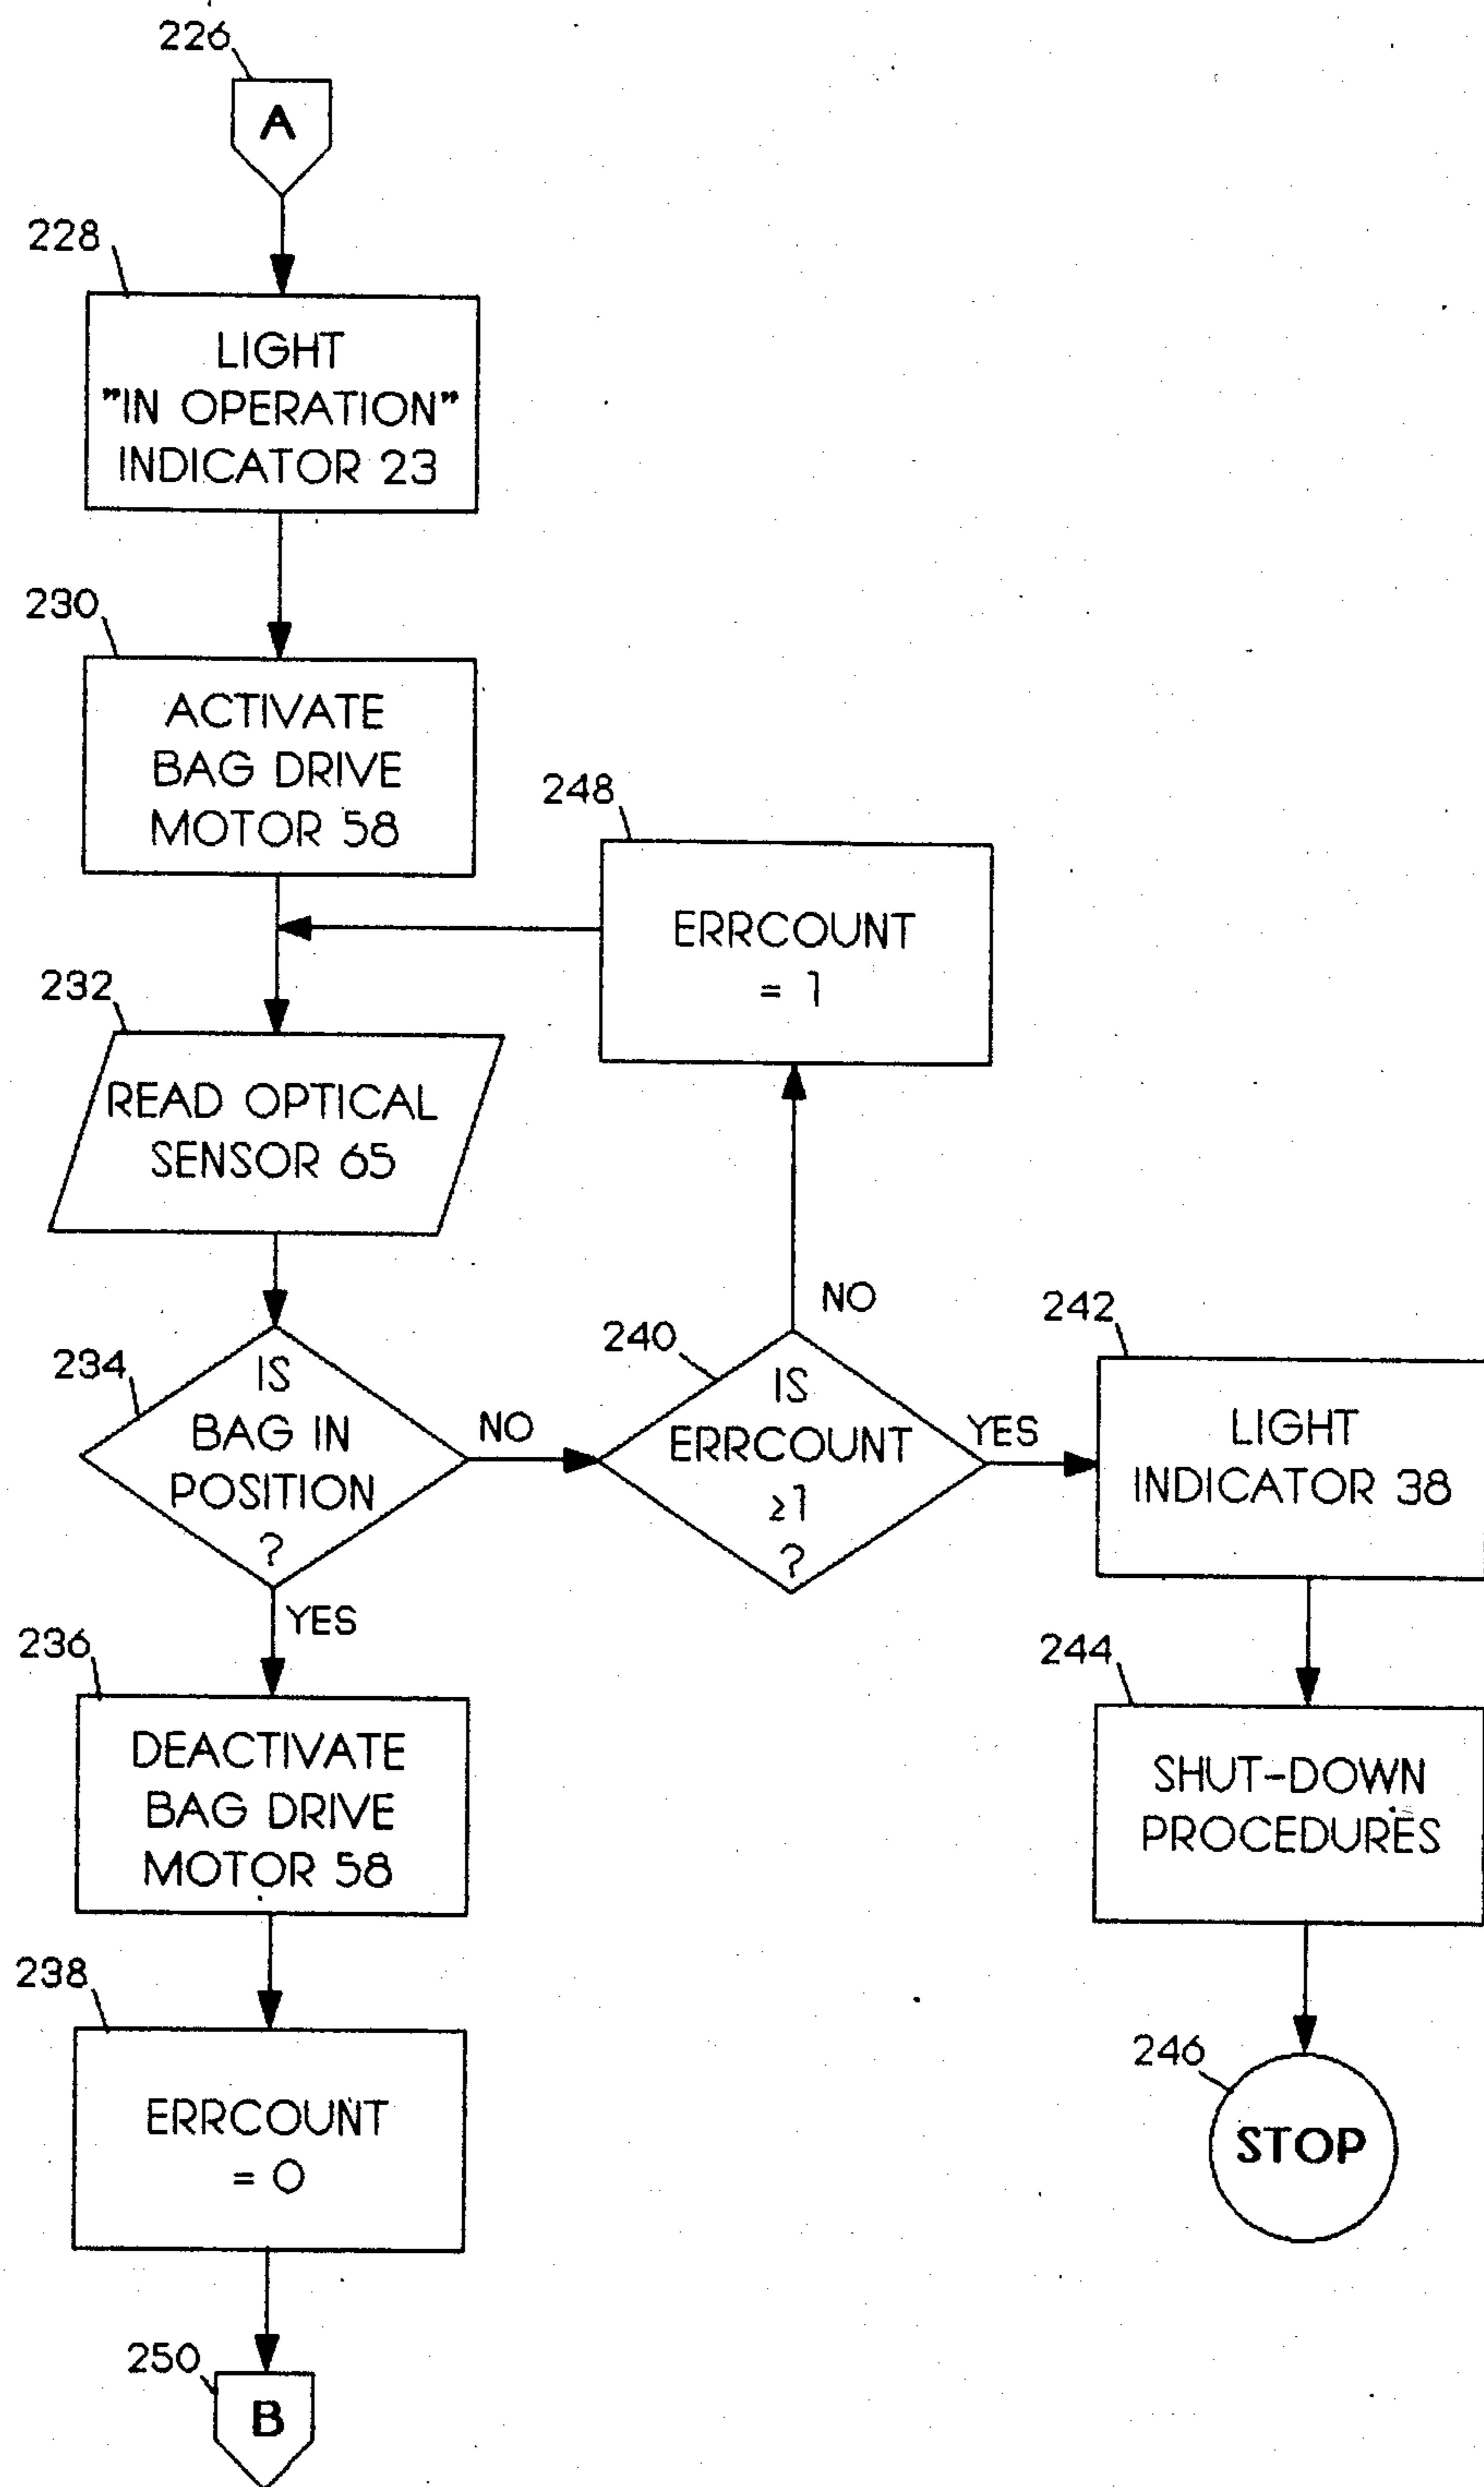 226
A
228
LIGHT
"IN OPERATION"
INDICATOR 23
230
ACTIVATE
BAG DRIVE
MOTOR 58
248
ERRCOUNT
= 1
232
READ OPTICAL
SENSOR 65
234
IS
BAG IN
POSITION
?
NO
YES
240
IS
ERRCOUNT
≥1
?
NO
YES
242
LIGHT
INDICATOR 38
236
DEACTIVATE
BAG DRIVE
MOTOR 58
244
SHUT-DOWN
PROCEDURES
238
ERRCOUNT
= 0
246
STOP
250
B